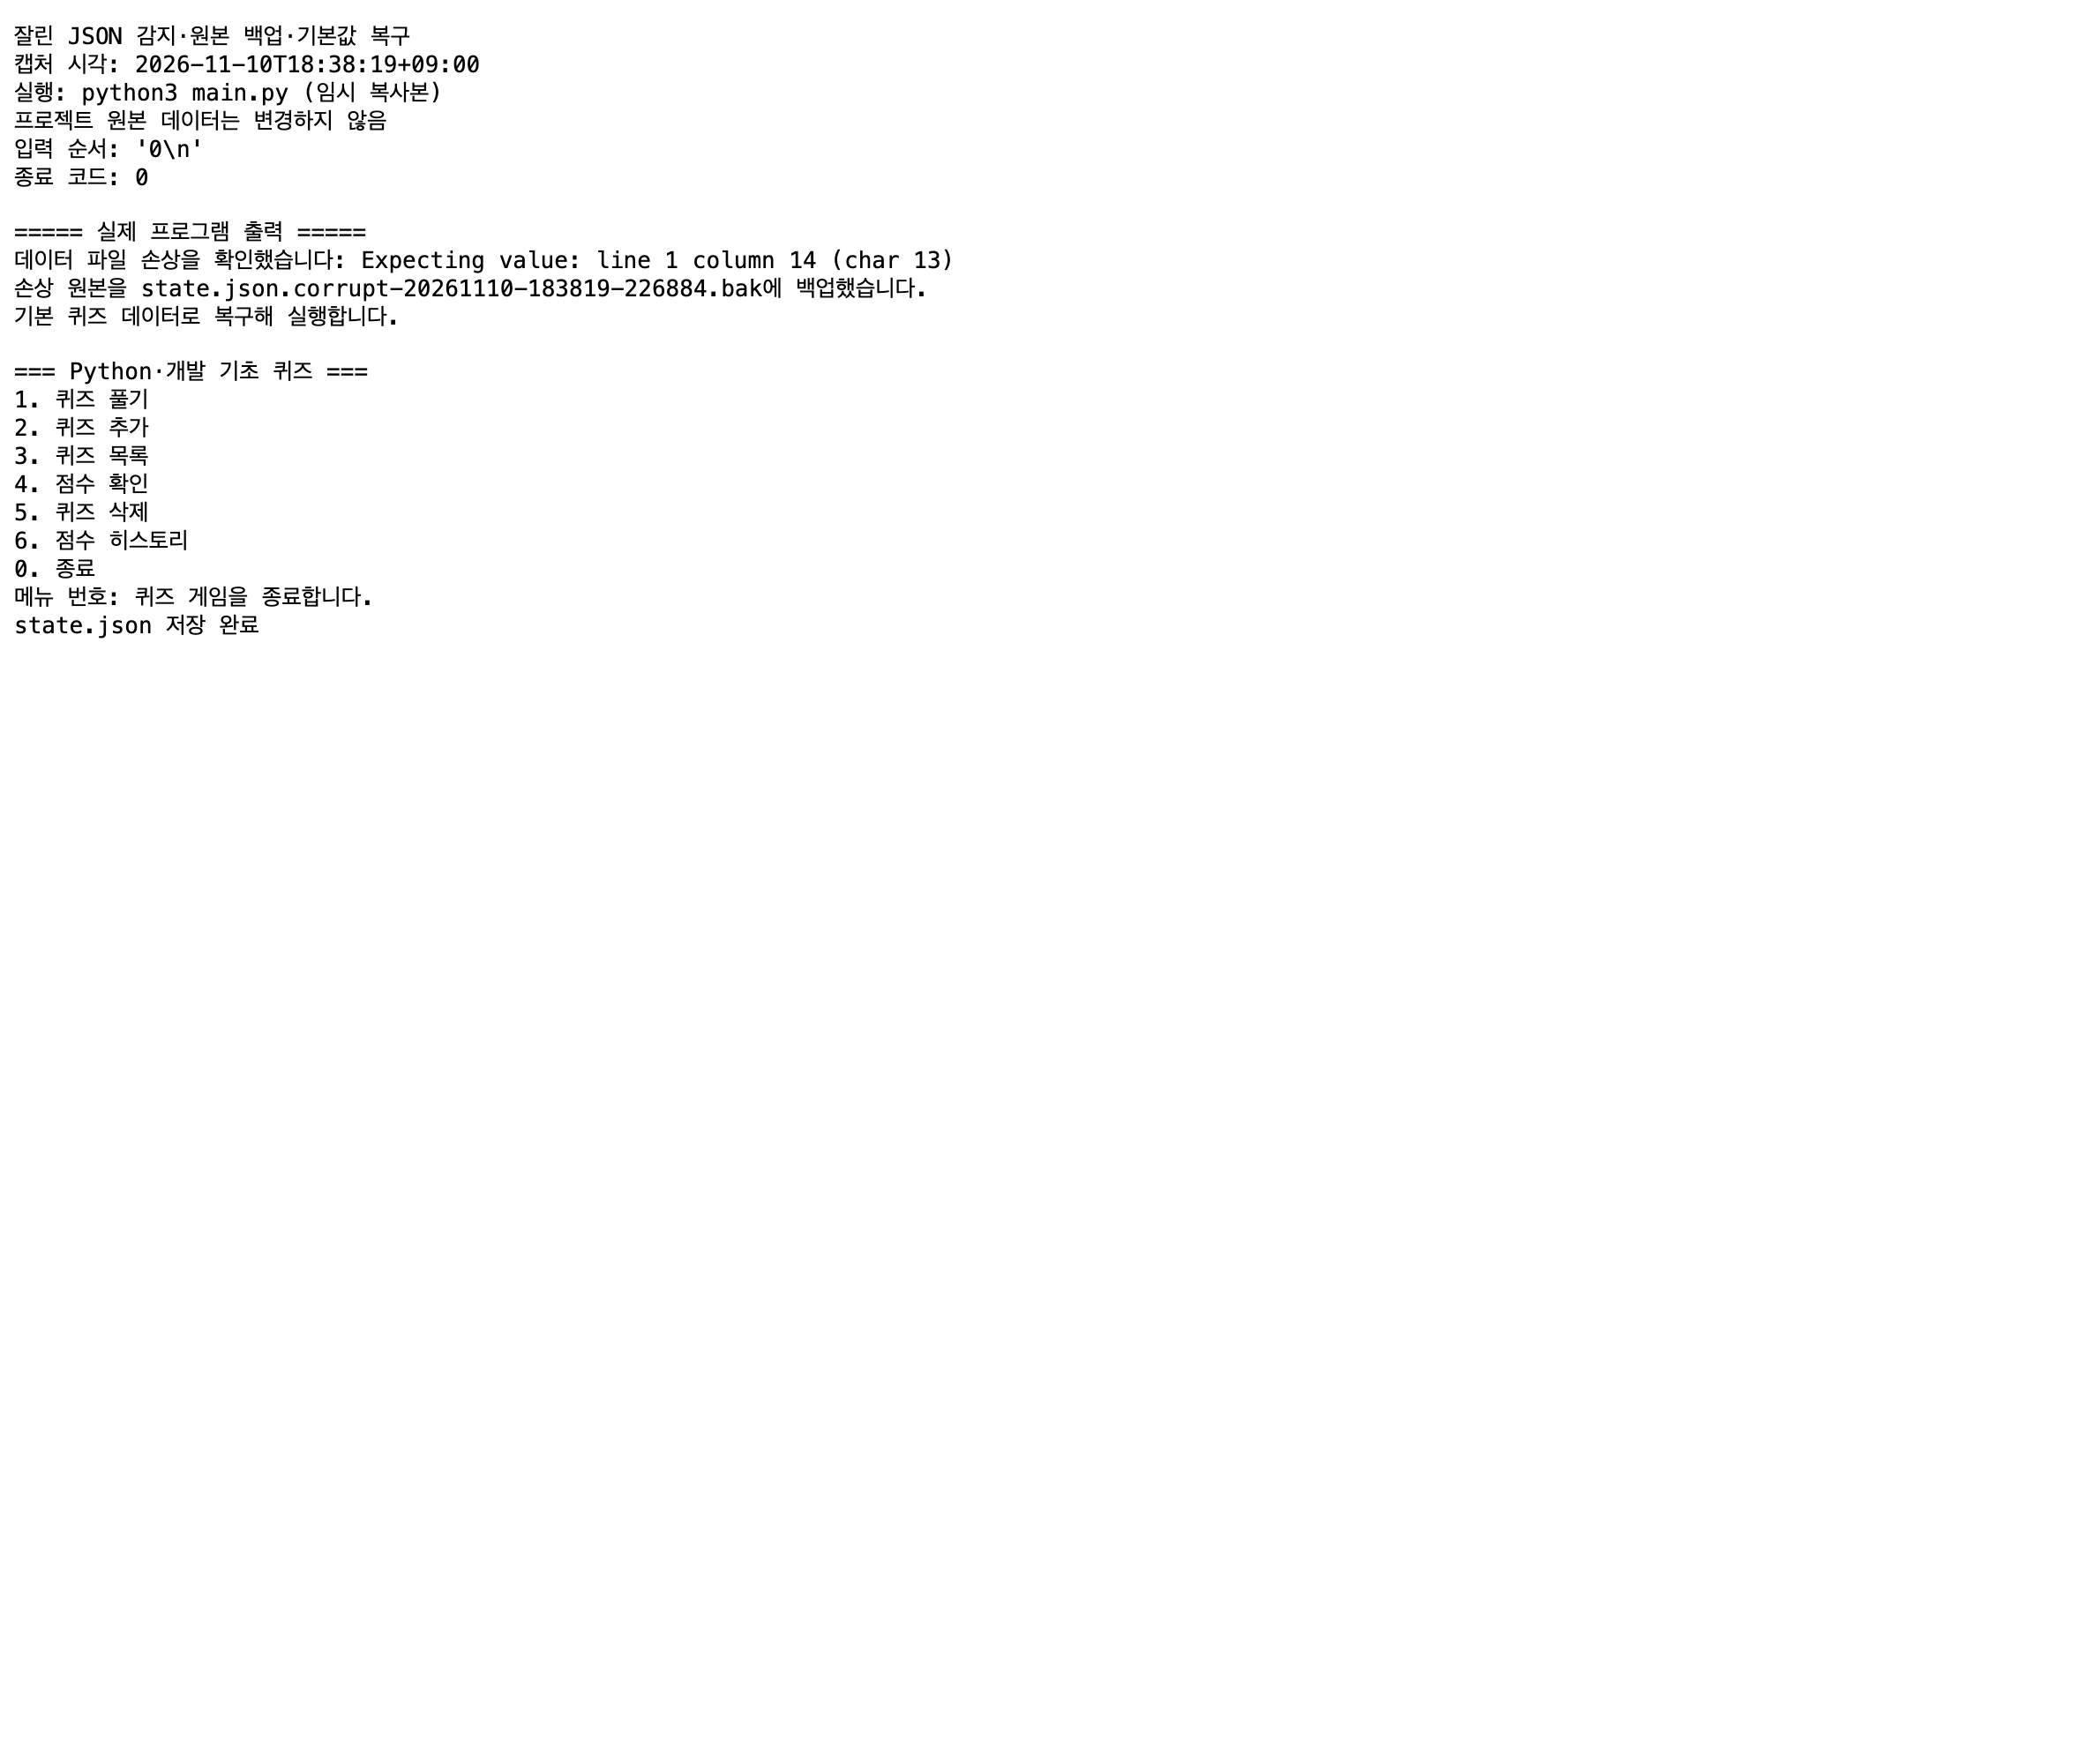 잘린 JSON 감지·원본 백업·기본값 복구
캡처 시각: 2026-11-10T18:38:19+09:00
실행: python3 main.py (임시 복사본)
프로젝트 원본 데이터는 변경하지 않음
입력 순서: '0\n'
종료 코드: 0
===== 실제 프로그램 출력 =====
데이터 파일 손상을 확인했습니다: Expecting value: line 1 column 14 (char 13)
손상 원본을 state.json.corrupt-20261110-183819-226884.bak에 백업했습니다.
기본 퀴즈 데이터로 복구해 실행합니다.
=== Python·개발 기초 퀴즈 ===
1. 퀴즈 풀기
2. 퀴즈 추가
3. 퀴즈 목록
4. 점수 확인
5. 퀴즈 삭제
6. 점수 히스토리
0. 종료
메뉴 번호: 퀴즈 게임을 종료합니다.
state.json 저장 완료